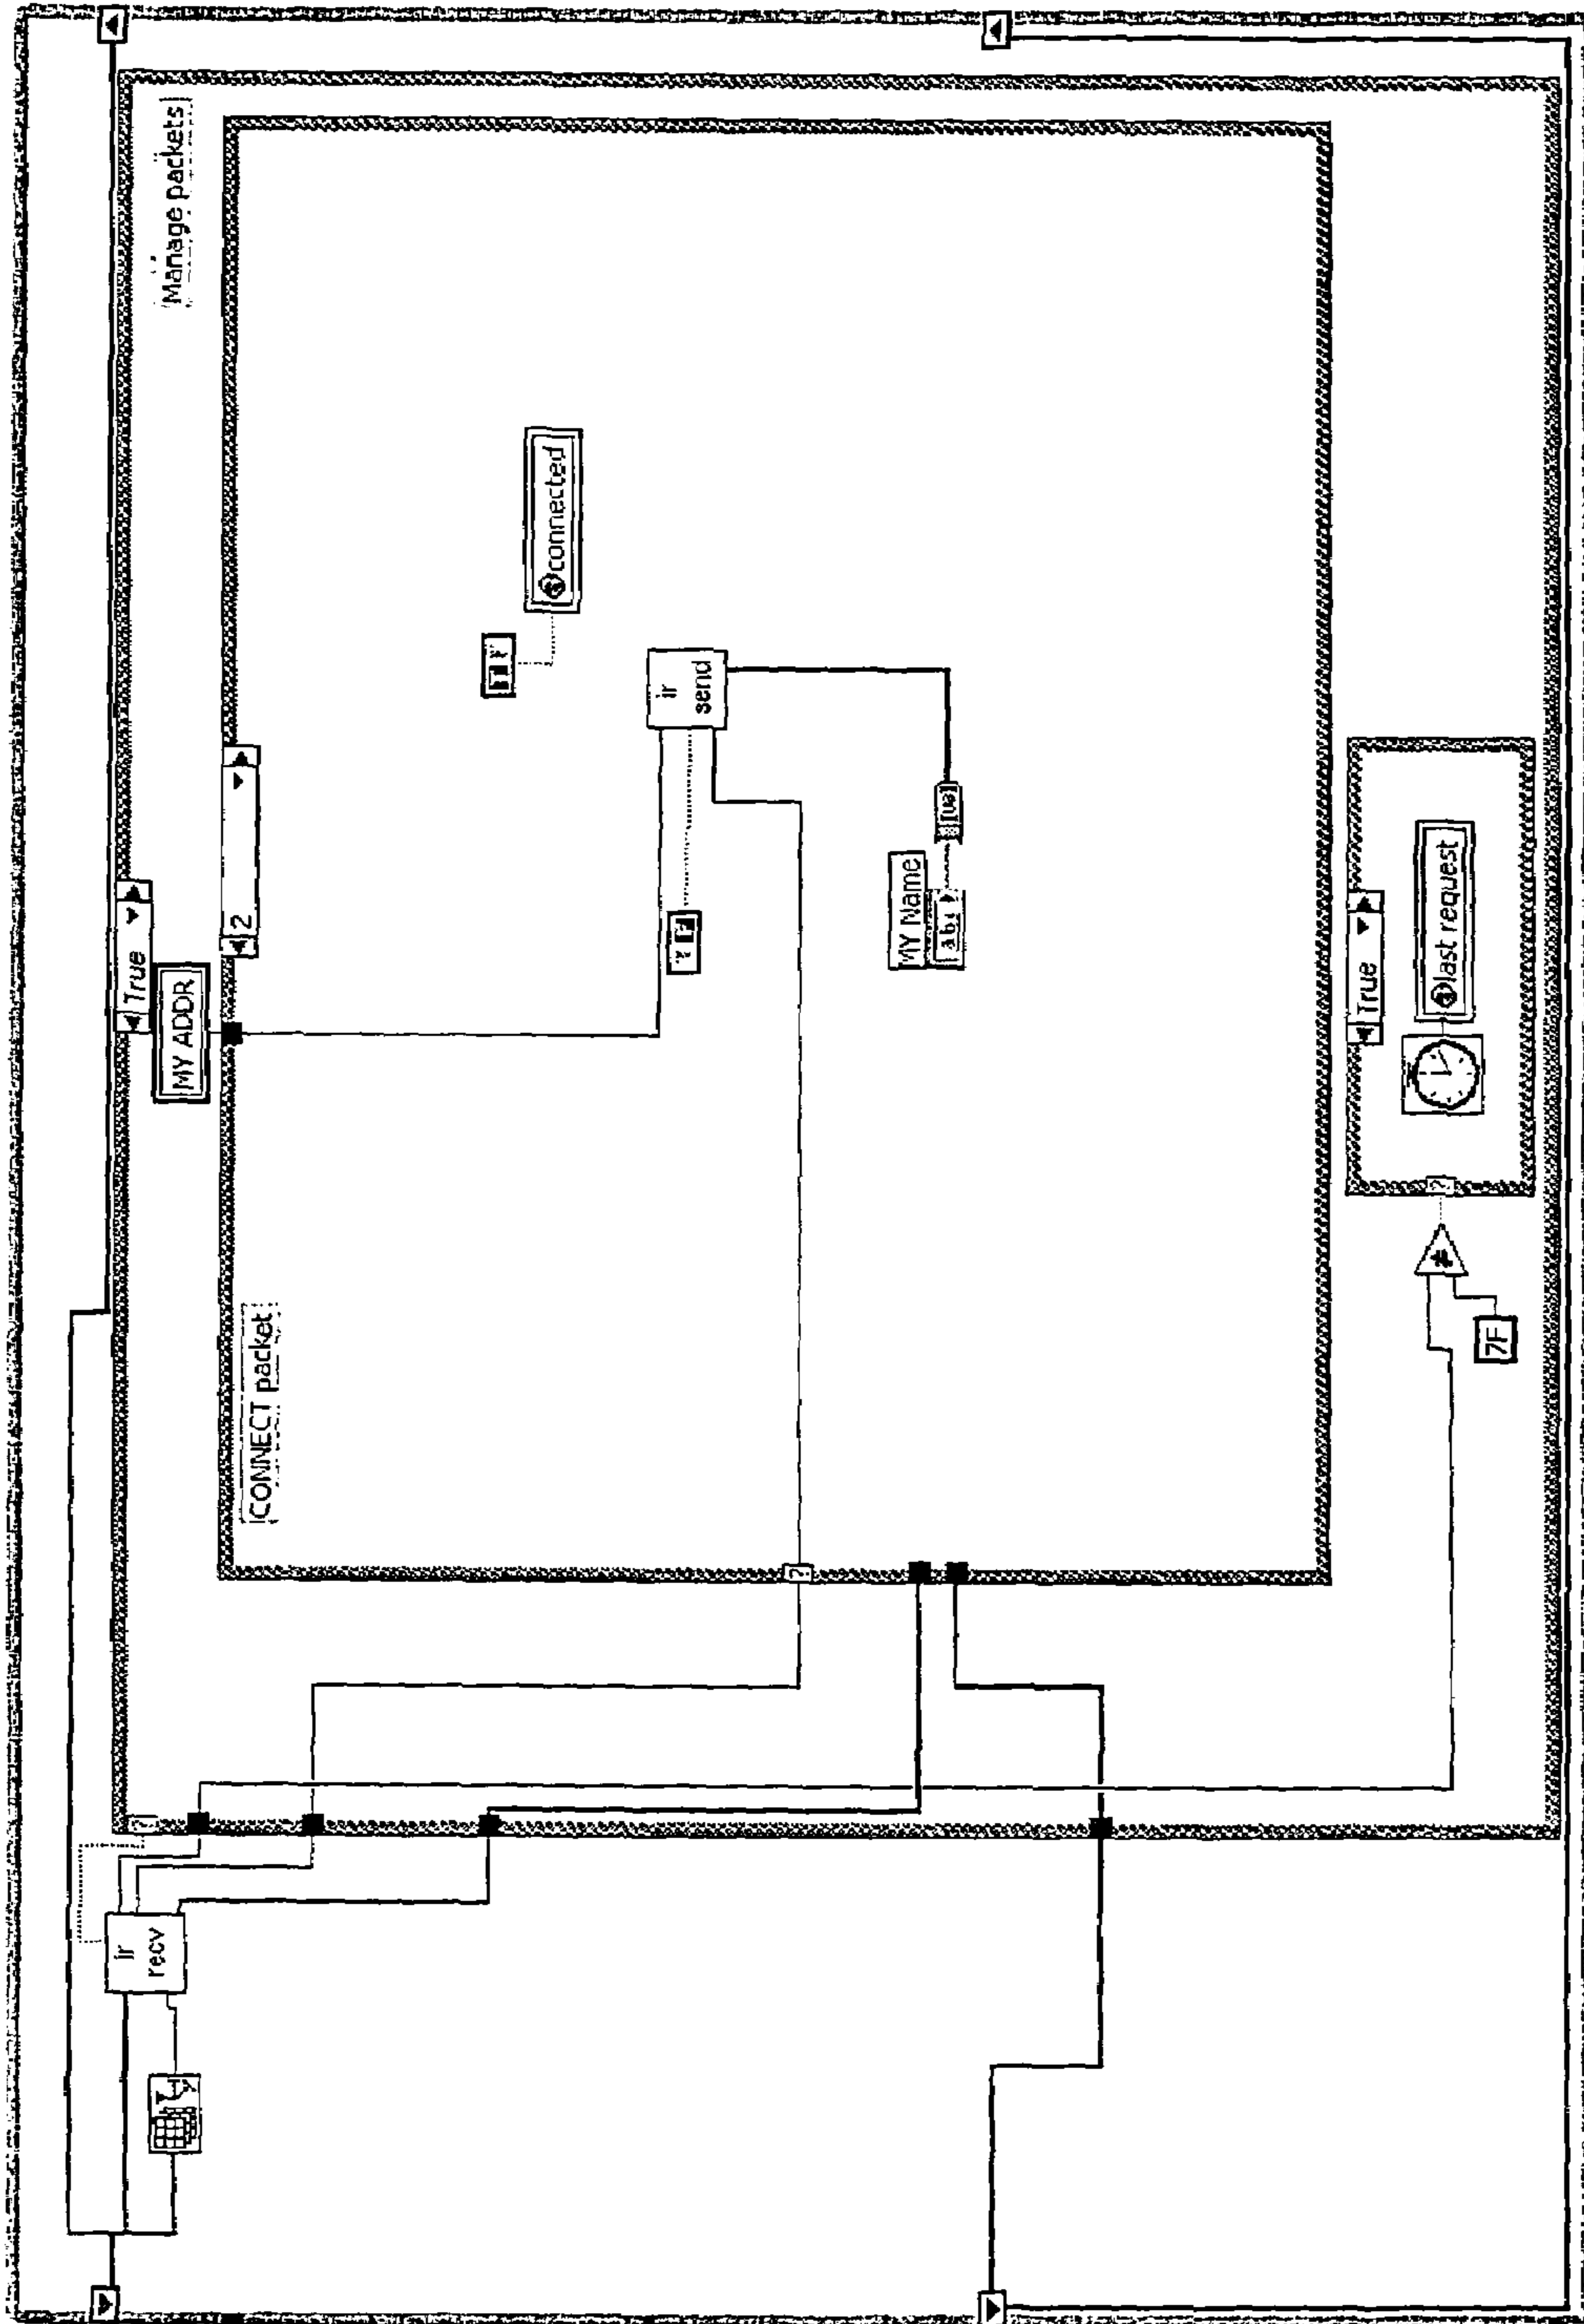 ir
recv
True
Manage packets
MY ADDR
2
CONNECT packet
connected
ir
send
MY Name
abc
True
last request
7F